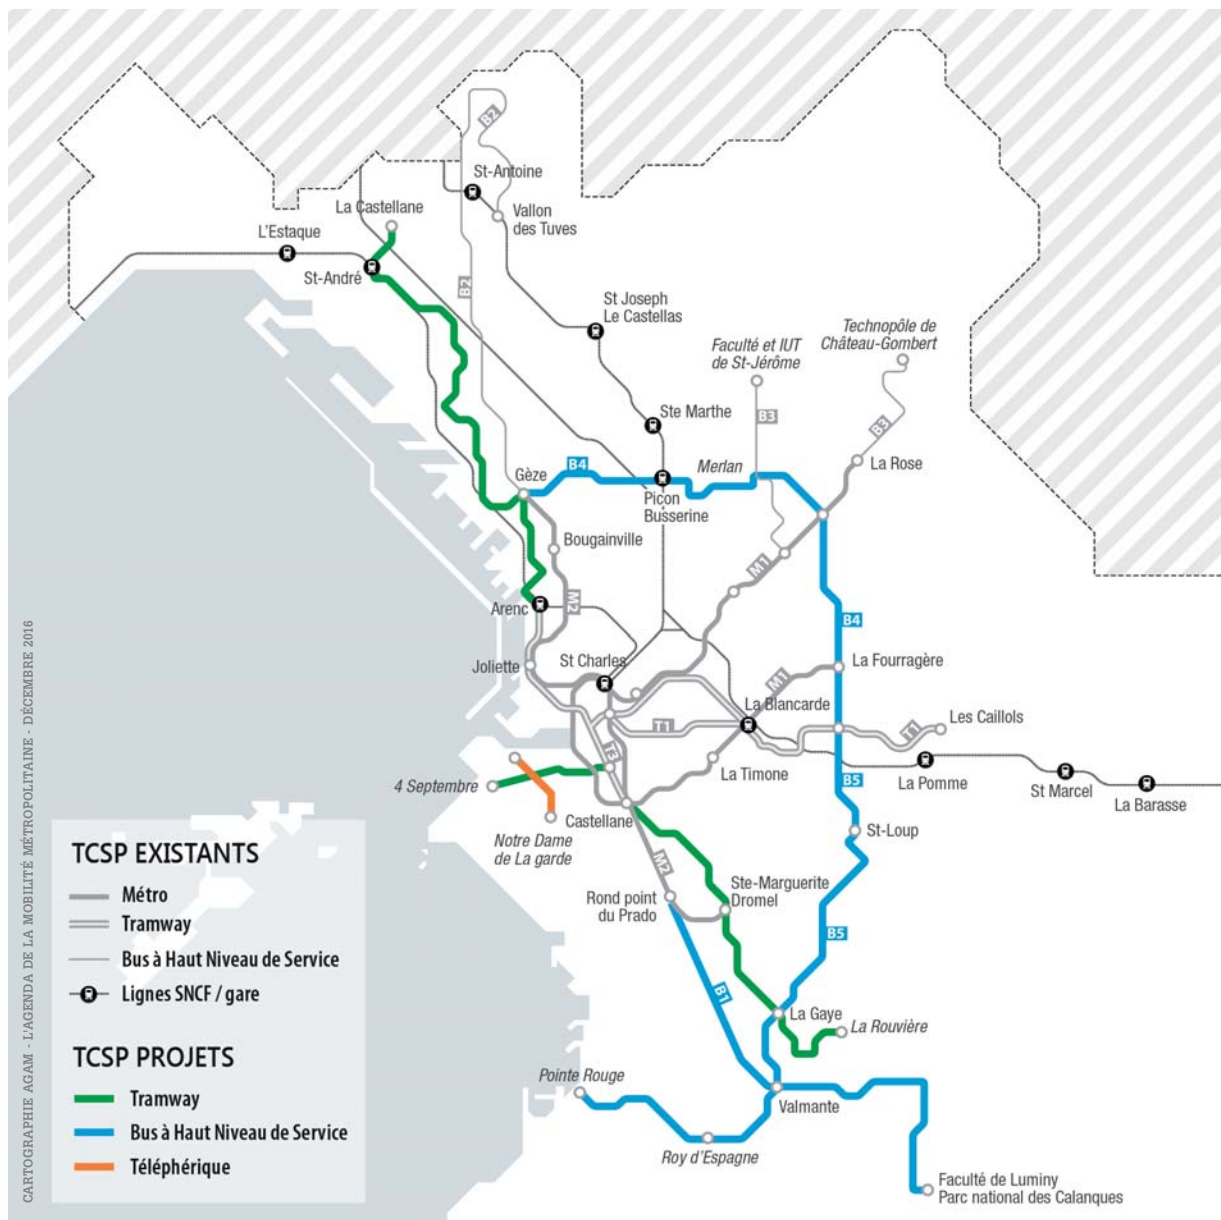 B2
St-Antoine
La Castellane
Vallon
des Tuves
L'Estaque
St-André
B2
St Joseph
Le Castellas
Technopôle de
Château-Gombert
Faculté et IUT
de St-Jérôme
Ste Marthe
B3
B3
La Rose
Merlan
B4
Gèze
Picon
Busserine
Bougainville
M1
M2
Arenc
B4
Joliette
St Charles
La Fourragère
M1
La Blancarde
Les Caillols
T1
T1
T3
La Timone
4 Septembre
B5
La Pomme
St Marcel
La Barasse
Castellane
St-Loup
Notre Dame
de La garde
M2
Ste-Marguerite
Dromel
Rond point
du Prado
B5
B1
La Gaye
La Rouvière
Pointe Rouge
Valmante
Roy d'Espagne
Faculté de Luminy
Parc national des Calanques
TCSP EXISTANTS
Métro
Tramway
Bus à Haut Niveau de Service
Lignes SNCF / gare
TCSP PROJETS
Tramway
Bus à Haut Niveau de Service
Téléphérique
CARTOGRAPHIE AGAM - L'AGENDA DE LA MOBILITÉ MÉTROPOLITAINE - DÉCEMBRE 2016